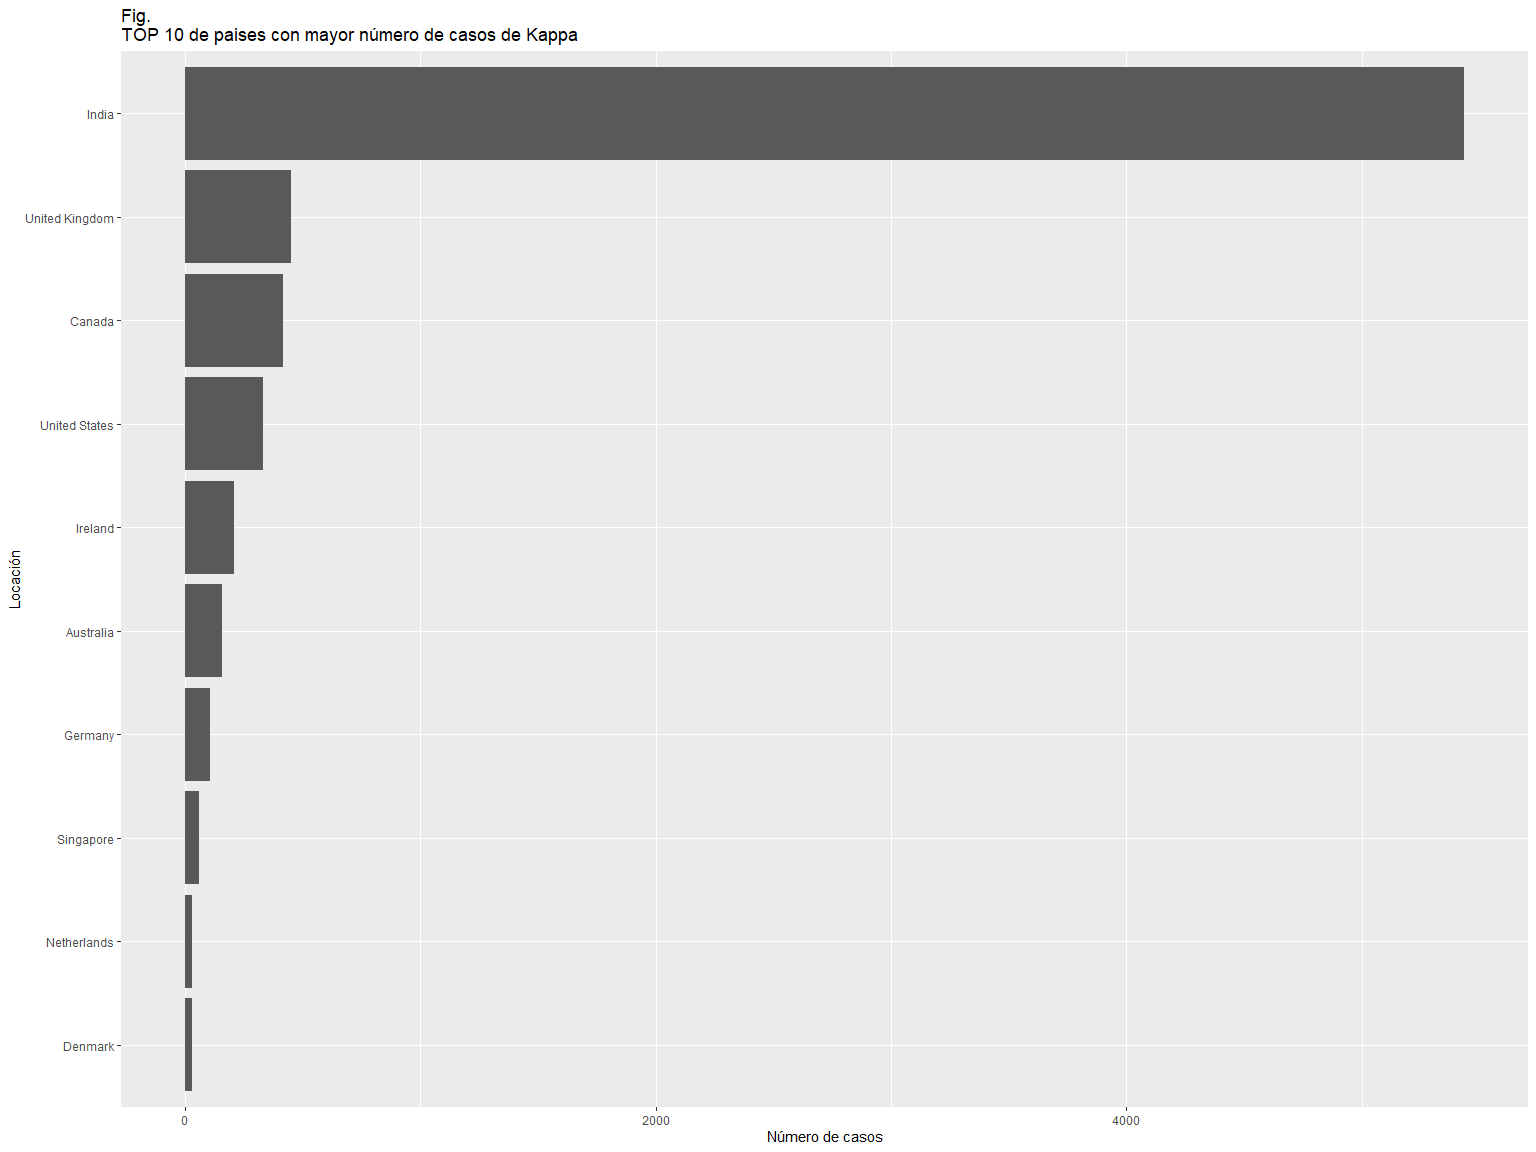 Fig.
TOP 10 de paises con mayor número de casos de Kappa
India
United Kingdom
Canada
United States
Ireland
Australia
Germany
Singapore
Netherlands
Denmark
Locación
0
2000
4000
Número de casos